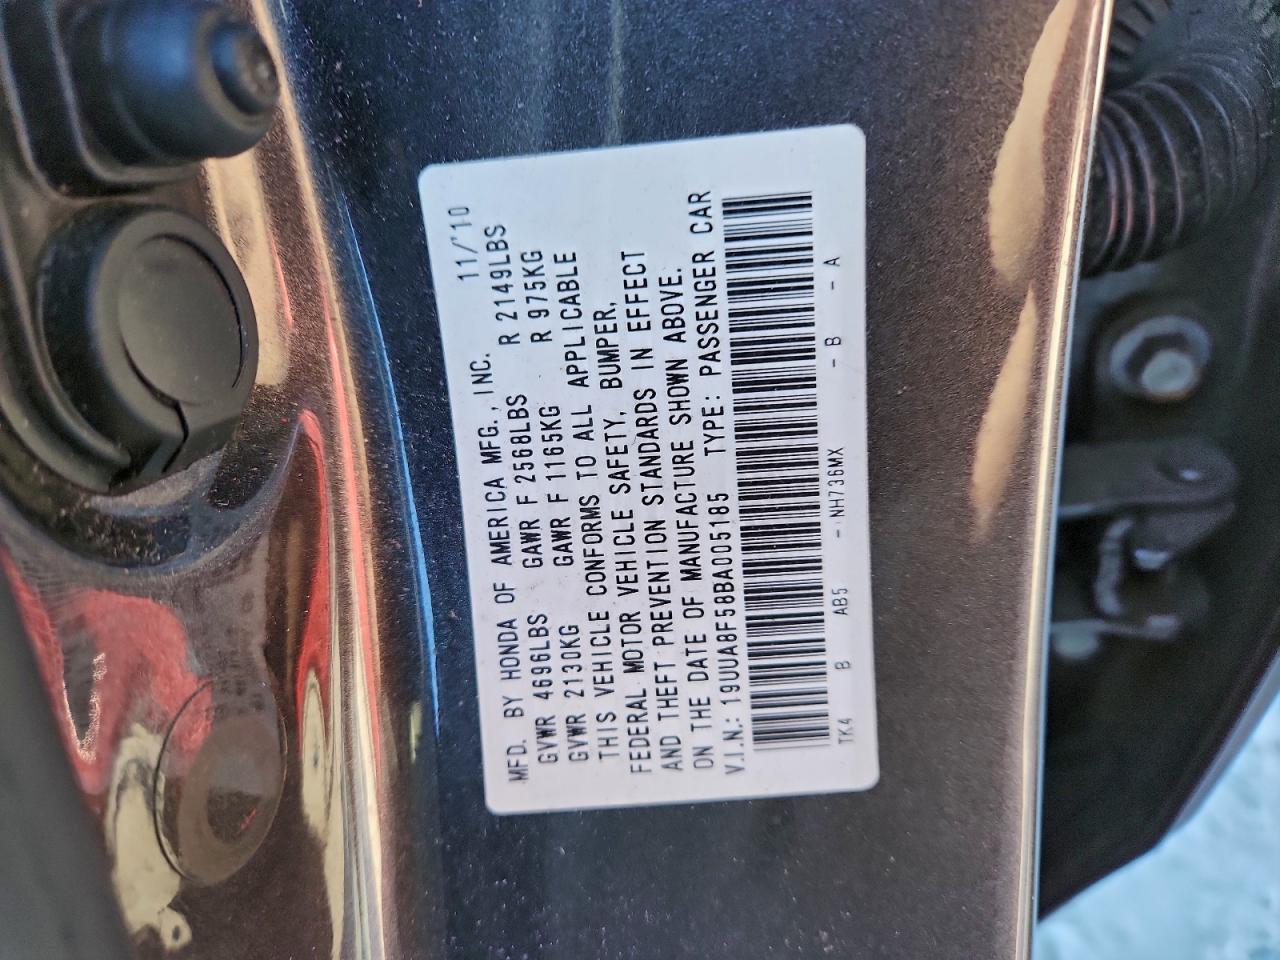 MFD. BY HONDA OF AMERICA MFG., INC. 11/'10
GVWR 4696LBS GAWR F 2568LBS R 2149LBS
GVWR 2130KG GAWR F 1165KG R 975KG
THIS VEHICLE CONFORMS TO ALL APPLICABLE
FEDERAL MOTOR VEHICLE SAFETY, BUMPER,
AND THEFT PREVENTION STANDARDS IN EFFECT
ON THE DATE OF MANUFACTURE SHOWN ABOVE.
V.I.N.: 19UUA8F58BA005185 TYPE: PASSENGER CAR
TK4 B AB5 - NH736MX - B - A